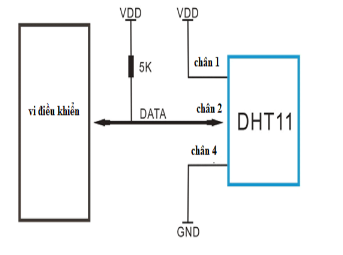 VDD
VDD
5K
chân 1
vi điều khiển
DATA
chân 2
DHT11
chân 4
GND